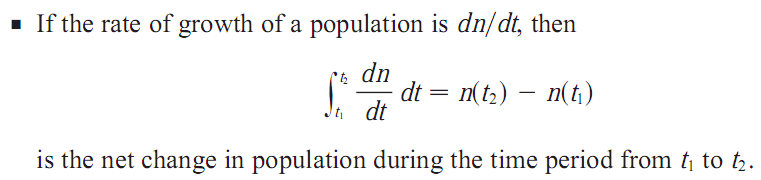 ▪ If the rate of growth of a population is dn/dt, then
∫_{t₁}^{t₂} dn/dt dt = n(t₂) − n(t₁)
is the net change in population during the time period from t₁ to t₂.